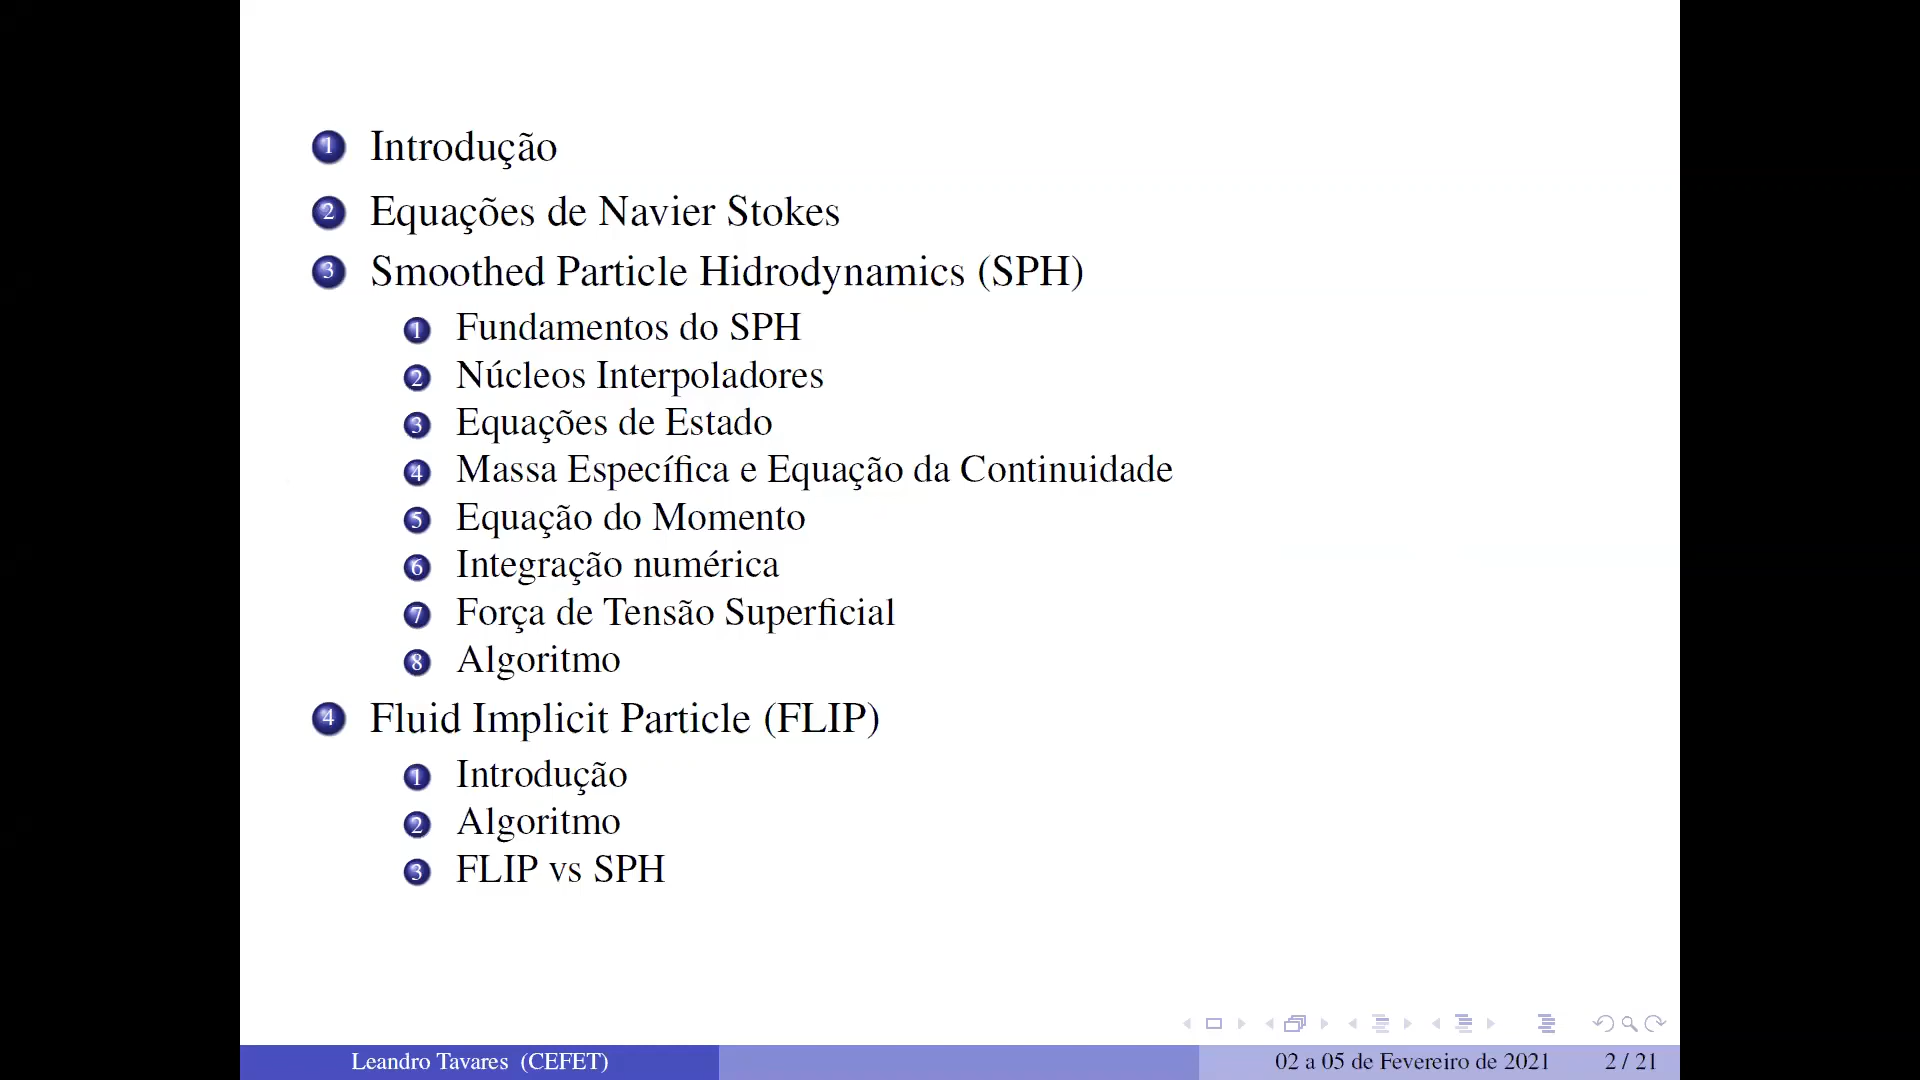 1 Introdução
2 Equações de Navier Stokes
3 Smoothed Particle Hidrodynamics (SPH)
1 Fundamentos do SPH
2 Núcleos Interpoladores
3 Equações de Estado
4 Massa Específica e Equação da Continuidade
5 Equação do Momento
6 Integração numérica
7 Força de Tensão Superficial
8 Algoritmo
4 Fluid Implicit Particle (FLIP)
1 Introdução
2 Algoritmo
3 FLIP vs SPH
Leandro Tavares (CEFET) 02 a 05 de Fevereiro de 2021 2 / 21